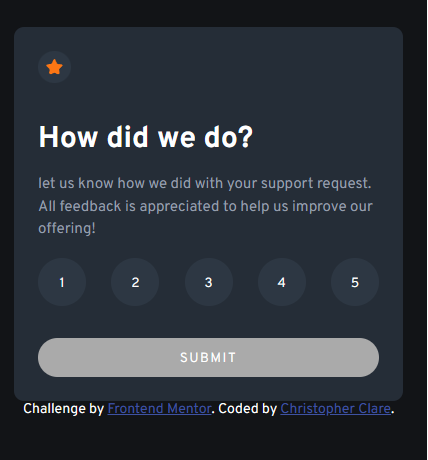 How did we do?
let us know how we did with your support request.
All feedback is appreciated to help us improve our
offering!
1 2 3 4 5
SUBMIT
Challenge by Frontend Mentor. Coded by Christopher Clare.